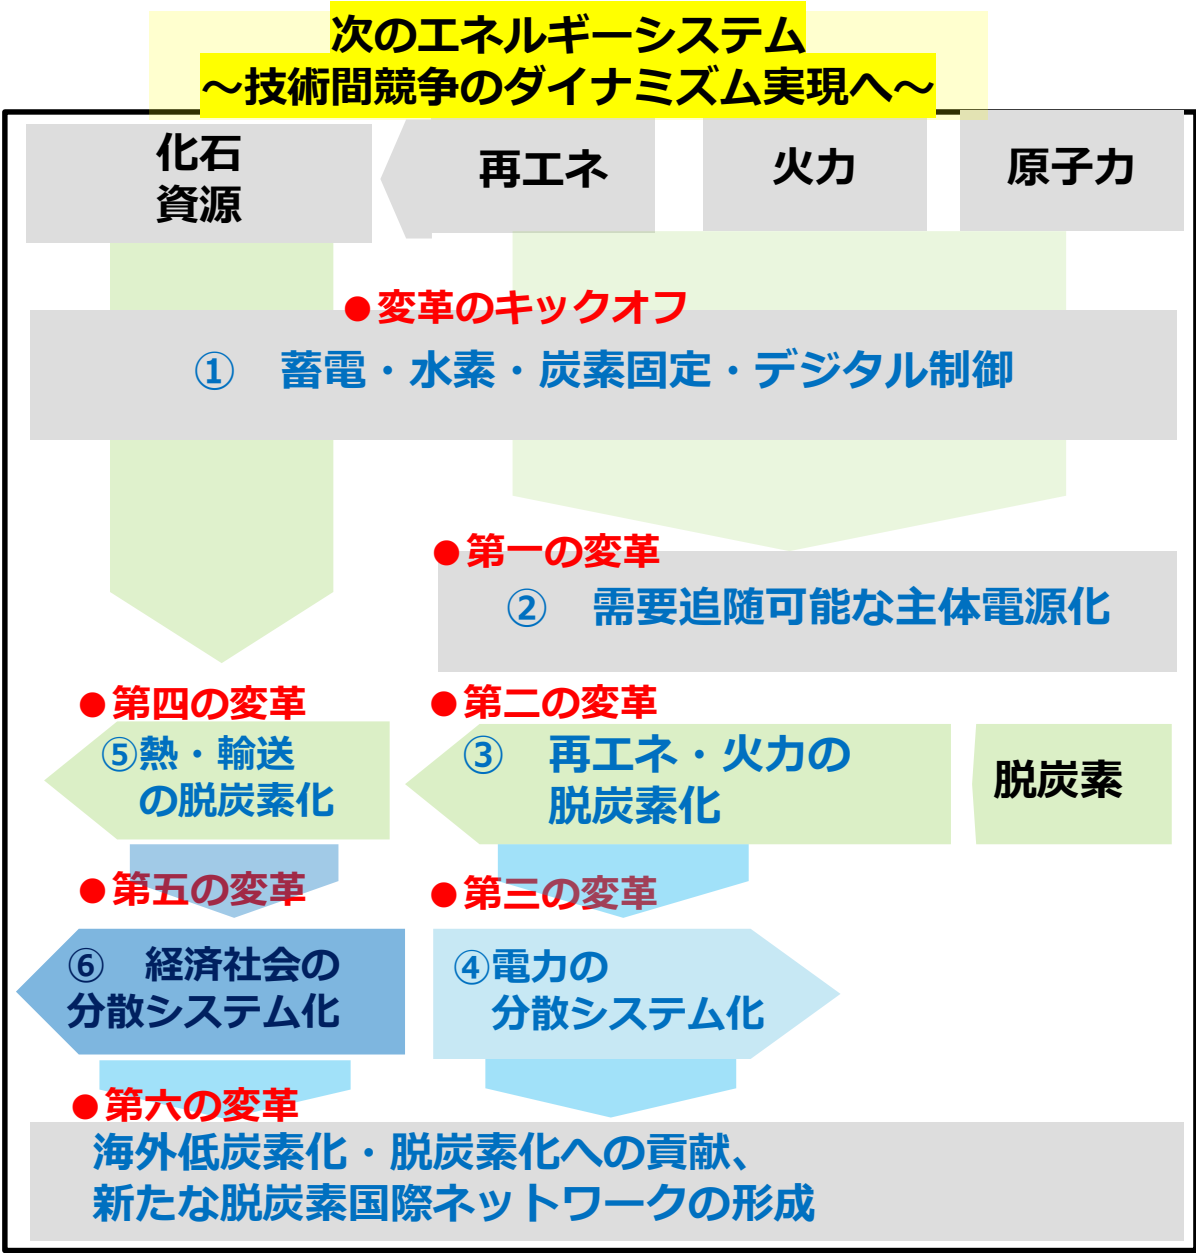 次のエネルギーシステム
～技術間競争のダイナミズム実現へ～
化石
資源
再エネ
火力
原子力
●変革のキックオフ
① 蓄電・水素・炭素固定・デジタル制御
●第一の変革
② 需要追随可能な主体電源化
●第四の変革
⑤熱・輸送
の脱炭素化
●第二の変革
③ 再エネ・火力の
脱炭素化
脱炭素
●第五の変革
⑥ 経済社会の
分散システム化
●第三の変革
④電力の
分散システム化
●第六の変革
海外低炭素化・脱炭素化への貢献、
新たな脱炭素国際ネットワークの形成